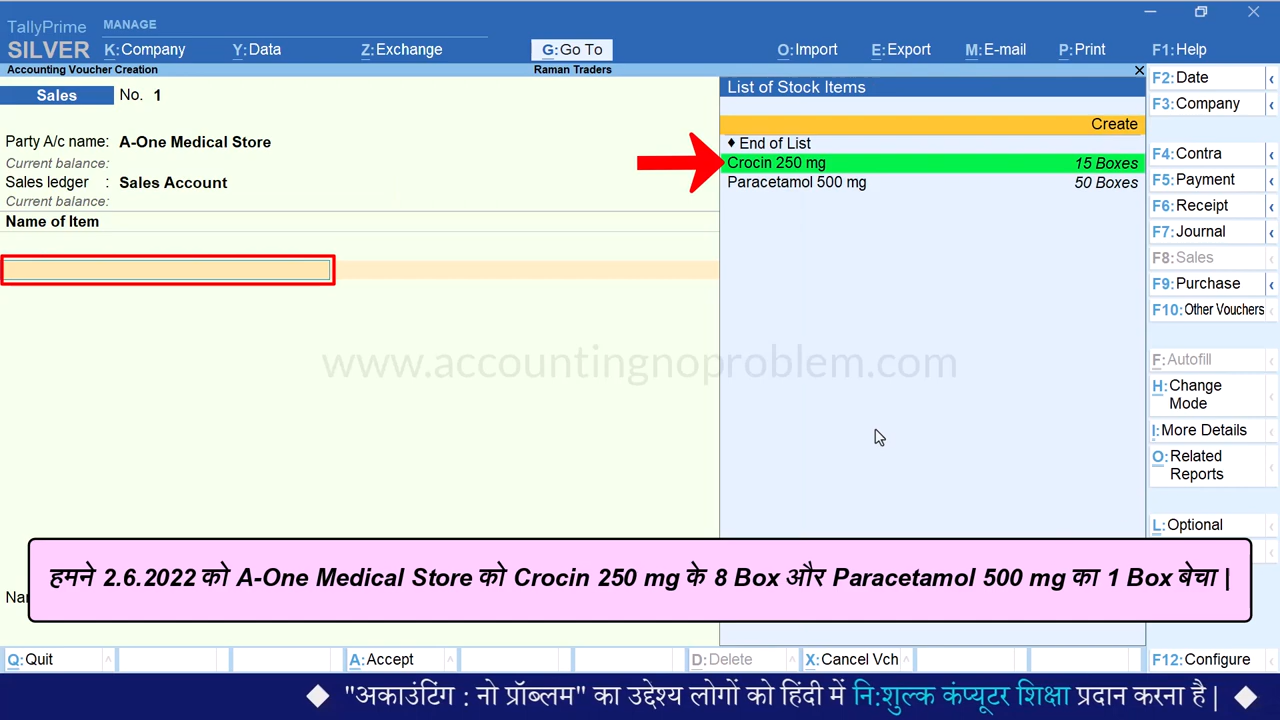 TallyPrime
MANAGE
SILVER
K:Company
Y:Data
Z:Exchange
G:Go To
O:Import
E:Export
M:E-mail
P:Print
F1:Help
Accounting Voucher Creation
Raman Traders
Sales
No. 1
Party A/c name: A-One Medical Store
Current balance:
Sales ledger : Sales Account
Current balance:
Name of Item
List of Stock Items
Create
♦ End of List
Crocin 250 mg 15 Boxes
Paracetamol 500 mg 50 Boxes
F2:Date
F3:Company
F4:Contra
F5:Payment
F6:Receipt
F7:Journal
F8:Sales
F9:Purchase
F10:Other Vouchers
F:Autofill
H:Change
Mode
I:More Details
O:Related
Reports
L:Optional
www.accountingnoproblem.com
हमने 2.6.2022 को A-One Medical Store को Crocin 250 mg के 8 Box और Paracetamol 500 mg का 1 Box बेचा |
Q:Quit
A:Accept
D:Delete
X:Cancel Vch
F12:Configure
◆ "अकाउंटिंग : नो प्रॉब्लम" का उद्देश्य लोगों को हिंदी में नि:शुल्क कंप्यूटर शिक्षा प्रदान करना है | ◆